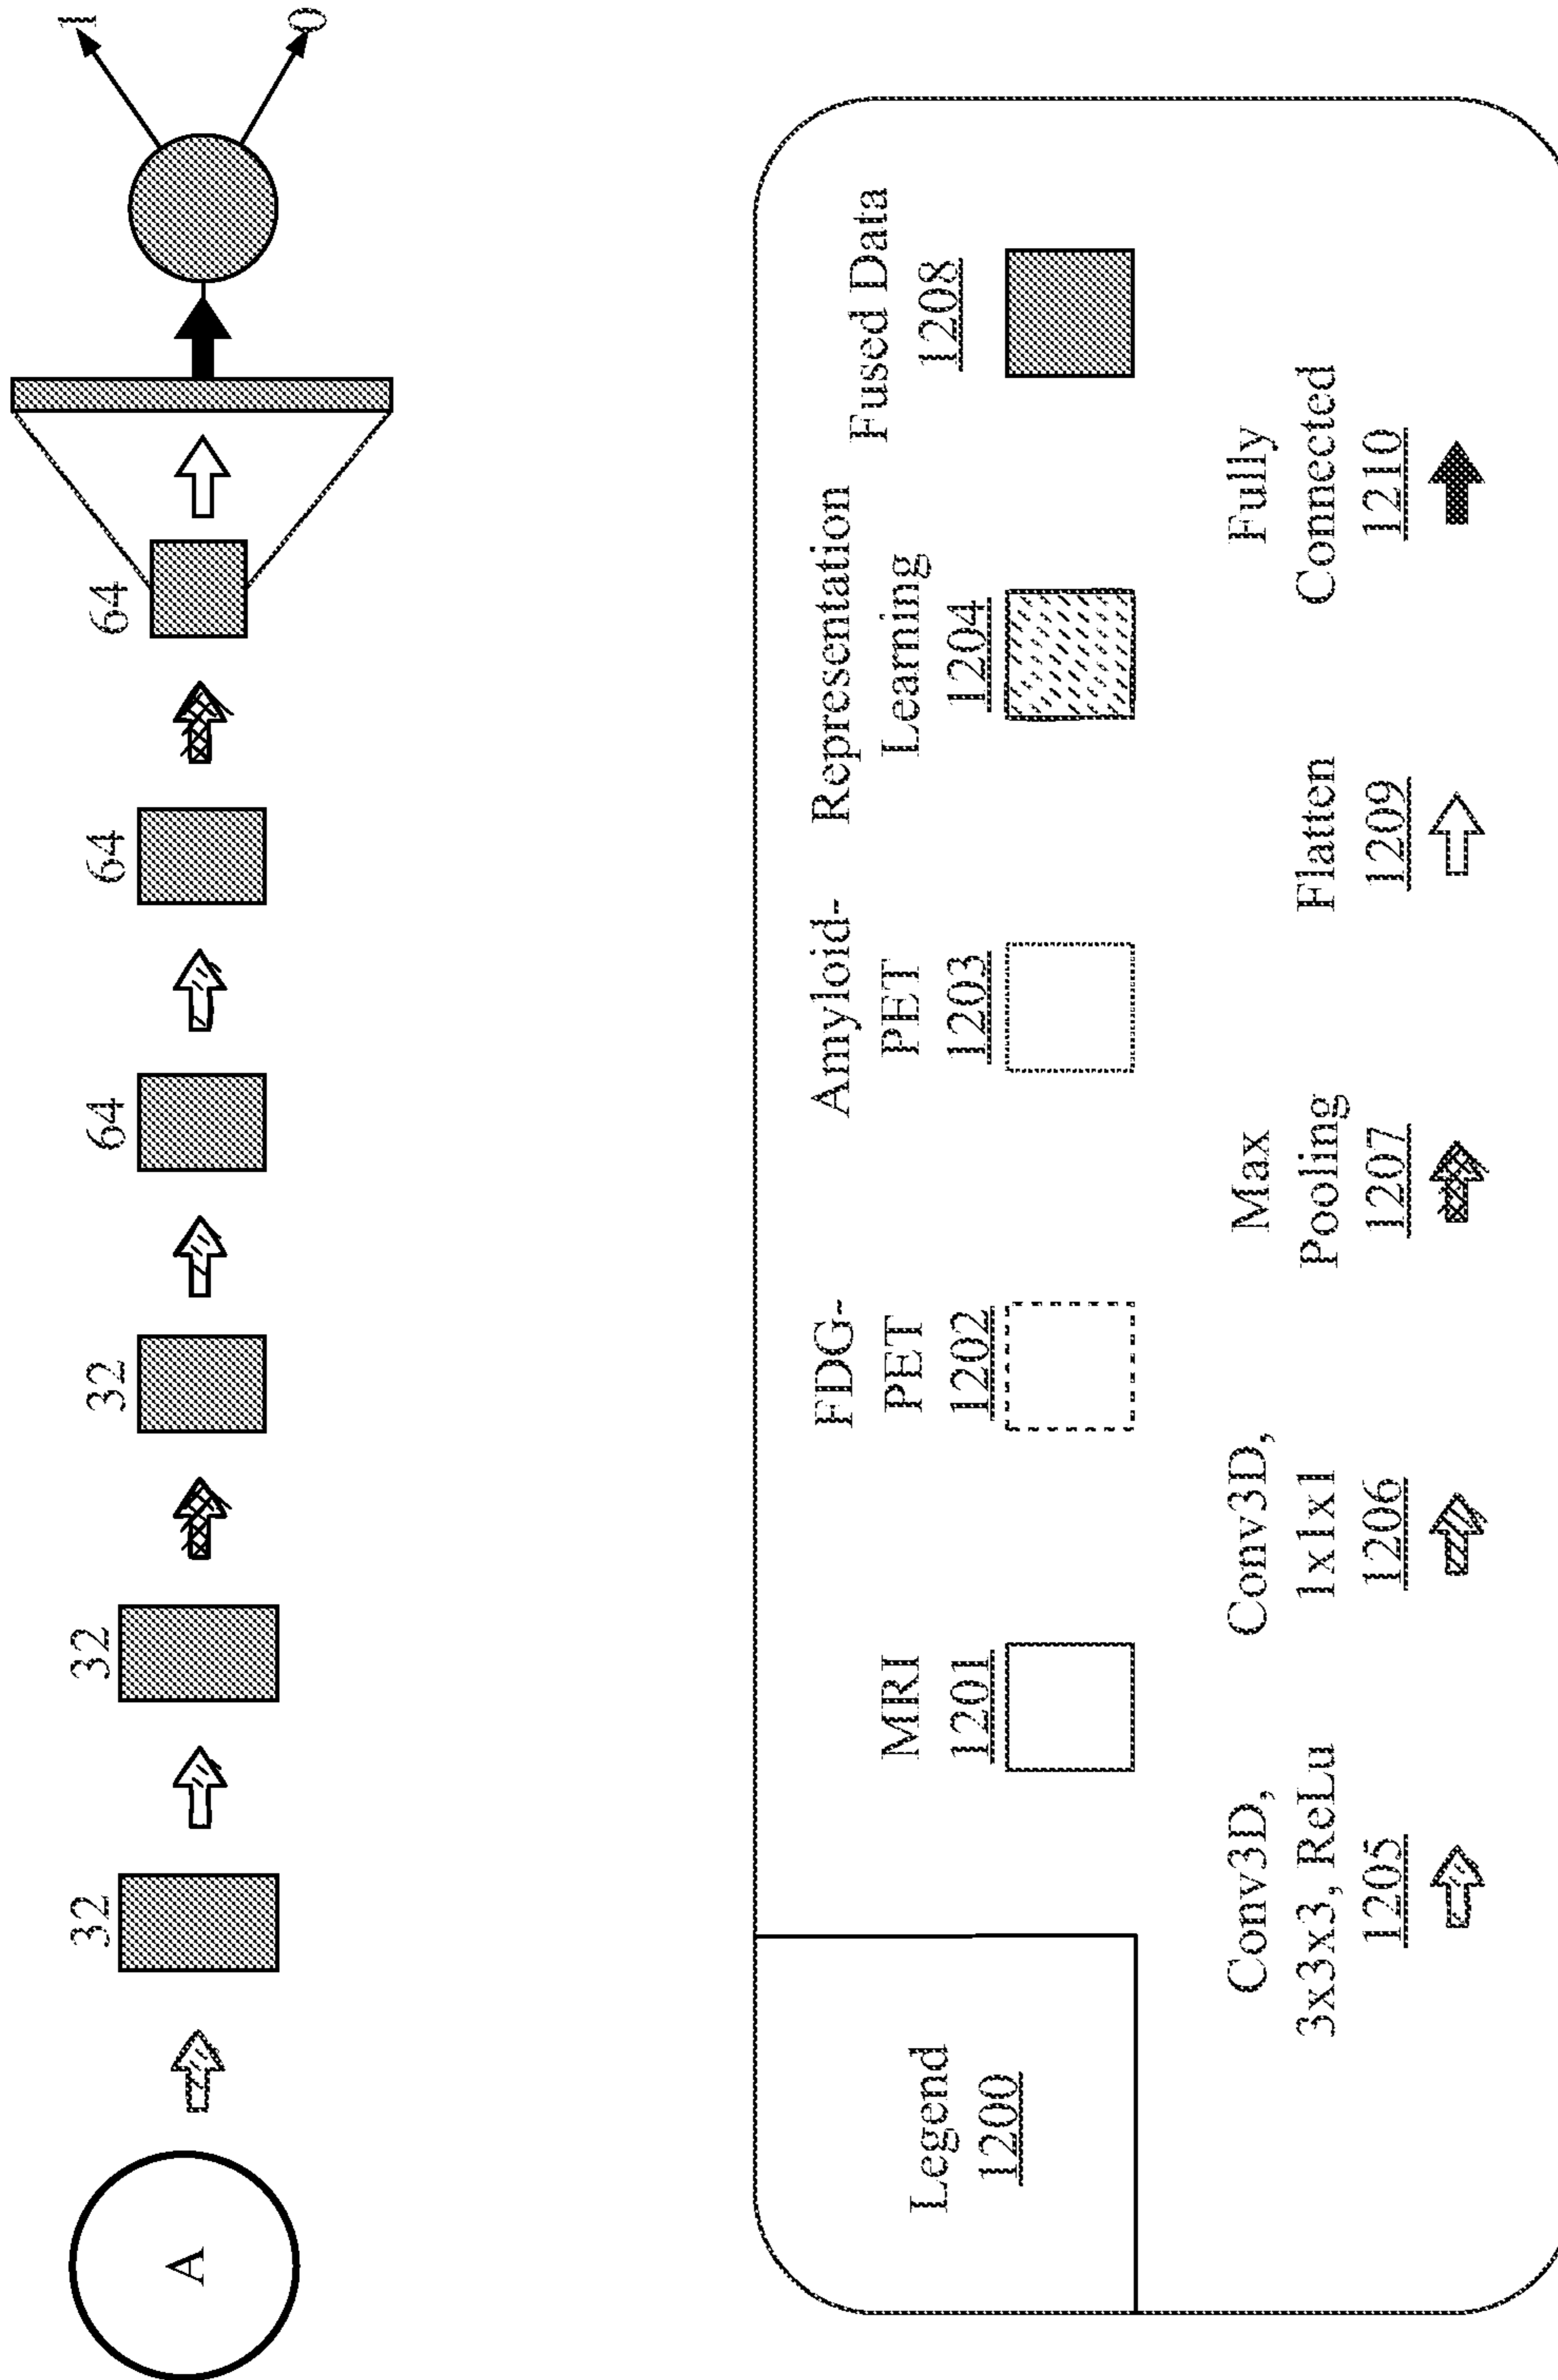 A
32
32
32
64
64
64
1
0
Legend
1200
MRI
1201
FDG-
PET
1202
Amyloid-
PET
1203
Representation
Learning
1204
Fused Data
1208
Conv3D,
3x3x3, ReLu
1205
Conv3D,
1x1x1
1206
Max
Pooling
1207
Flatten
1209
Fully
Connected
1210